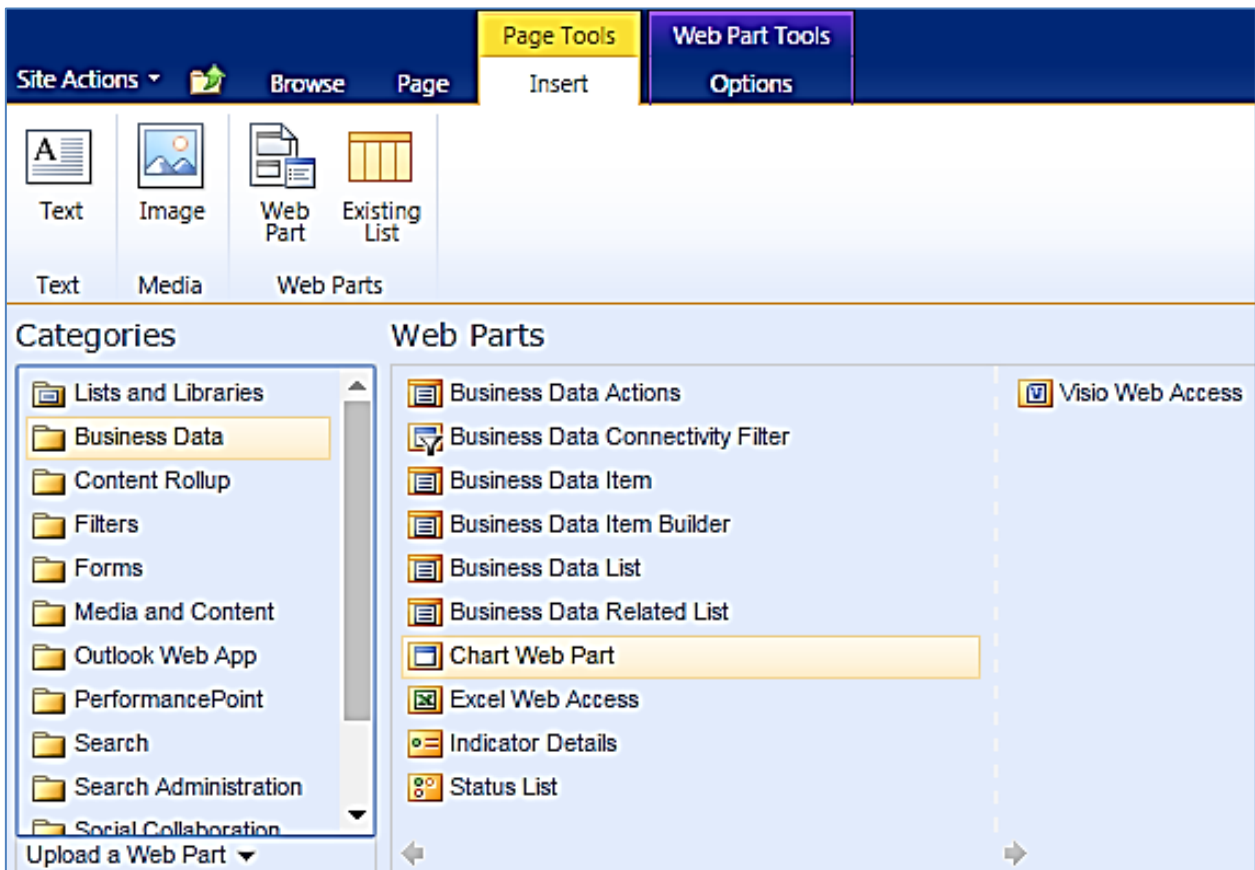 Page Tools
Web Part Tools
Site Actions
Browse
Page
Insert
Options
A
Text
Image
Web
Part
Existing
List
Text
Media
Web Parts
Categories
Web Parts
Lists and Libraries
Business Data
Content Rollup
Filters
Forms
Media and Content
Outlook Web App
PerformancePoint
Search
Search Administration
Social Collaboration
Upload a Web Part
Business Data Actions
Business Data Connectivity Filter
Business Data Item
Business Data Item Builder
Business Data List
Business Data Related List
Chart Web Part
Excel Web Access
Indicator Details
Status List
Visio Web Access